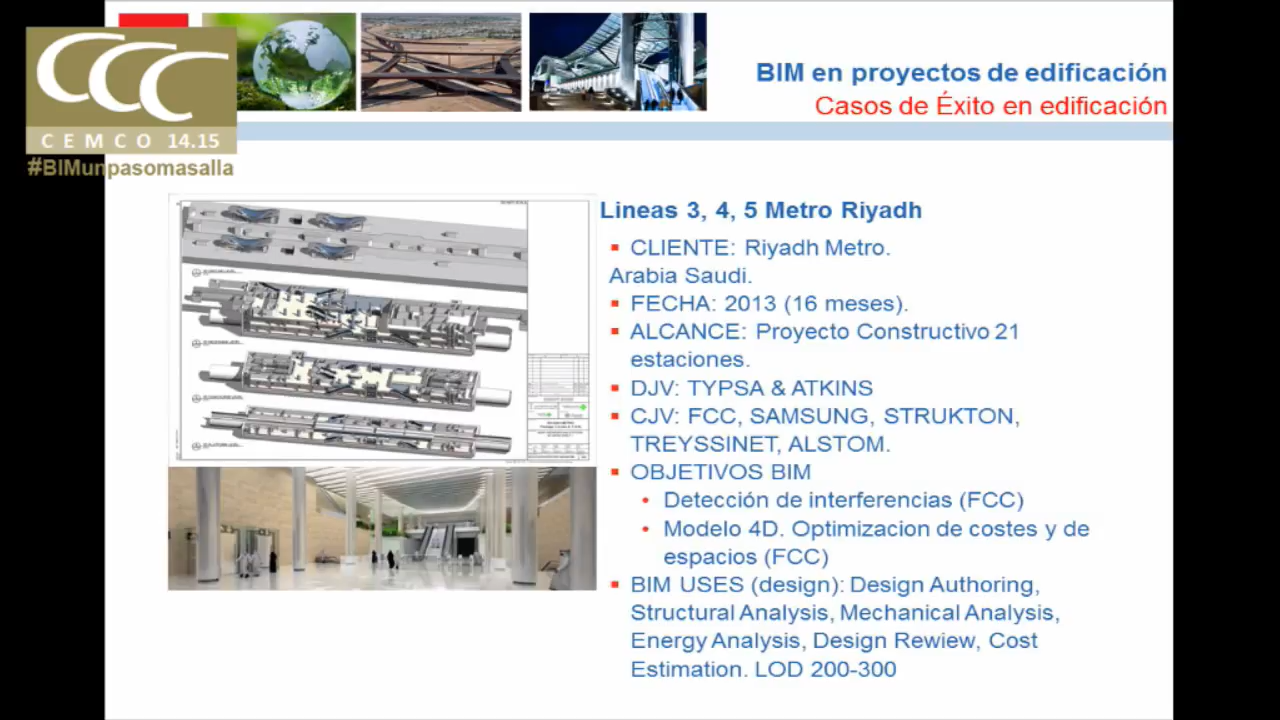 CCC
CEMCO 14.15
#BIMunpasomasalla
BIM en proyectos de edificación
Casos de Éxito en edificación
Lineas 3, 4, 5 Metro Riyadh
CLIENTE: Riyadh Metro.
Arabia Saudi.
FECHA: 2013 (16 meses).
ALCANCE: Proyecto Constructivo 21
estaciones.
DJV: TYPSA & ATKINS
CJV: FCC, SAMSUNG, STRUKTON,
TREYSSINET, ALSTOM.
OBJETIVOS BIM
Detección de interferencias (FCC)
Modelo 4D. Optimizacion de costes y de
espacios (FCC)
BIM USES (design): Design Authoring,
Structural Analysis, Mechanical Analysis,
Energy Analysis, Design Rewiew, Cost
Estimation. LOD 200-300